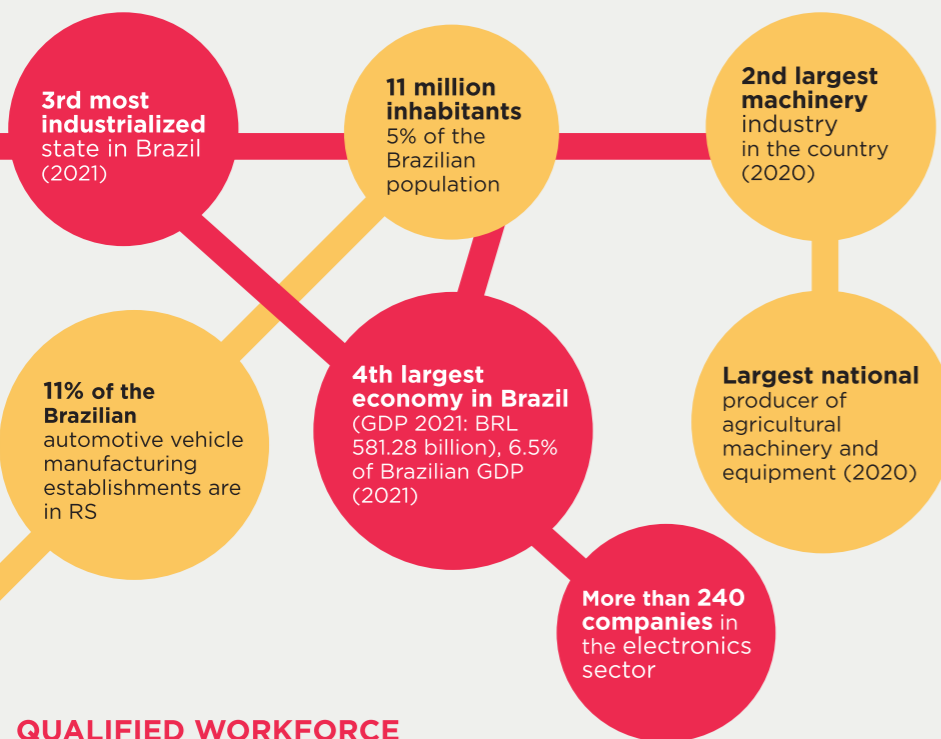 3rd most
industrialized
state in Brazil
(2021)
11 million
inhabitants
5% of the
Brazilian
population
2nd largest
machinery
industry
in the country
(2020)
11% of the
Brazilian
automotive vehicle
manufacturing
establishments are
in RS
4th largest
economy in Brazil
(GDP 2021: BRL
581.28 billion), 6.5%
of Brazilian GDP
(2021)
Largest national
producer of
agricultural
machinery and
equipment (2020)
More than 240
companies in
the electronics
sector
QUALIFIED WORKFORCE